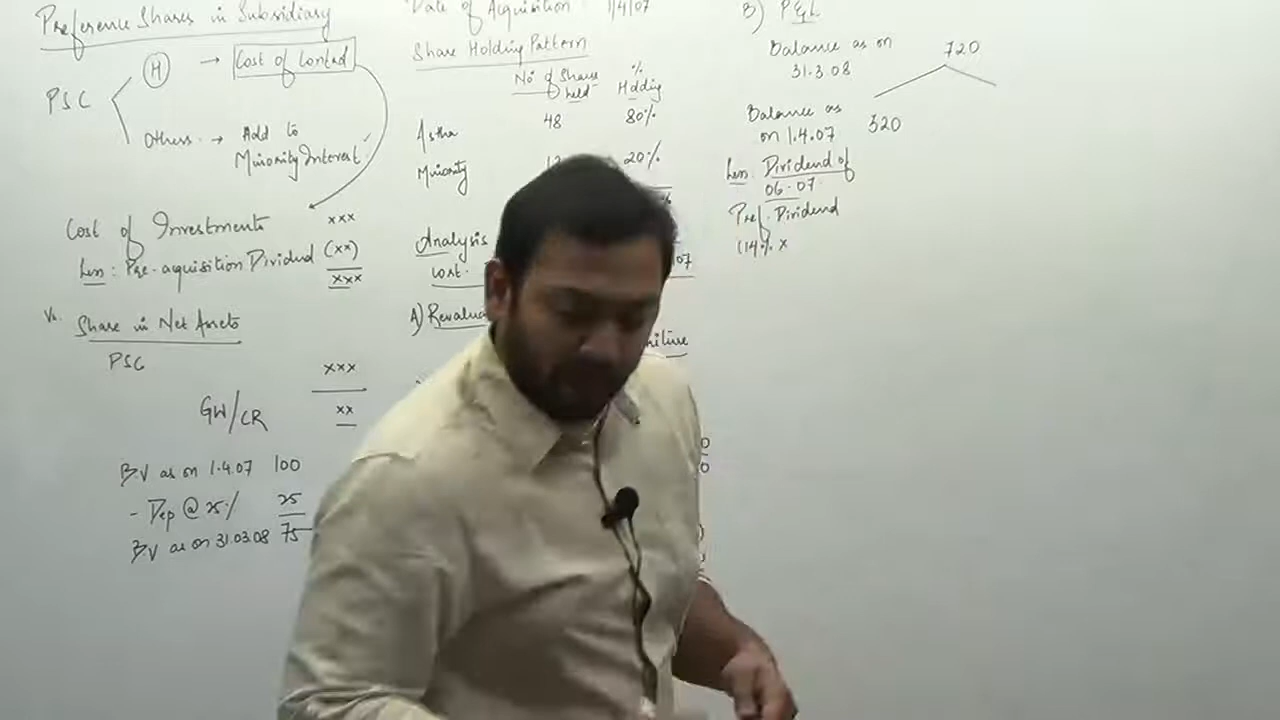 Preference Shares in Subsidiary
PSC
(H) → Cost of Control
Others → Add to
Minority Interest
Cost of Investments xxx
Less : Pre-acquisition Dividend (xx)
xxx
Vs.
Share in Net Assets
PSC xxx
GW/CR xx
BV as on 1.4.07 100
- Dep @ 25% 25
BV as on 31.03.08 75
Date of Acquisition 1/4/07
Share Holding Pattern
No of Shares held
% Holding
Astha 48 80%
Minority 20%
Analysis
A)
B) P&L
Balance as on
31.3.08 720
Balance as
on 1.4.07 320
Less. Dividend of
06-07
Pref. Dividend
(14% x